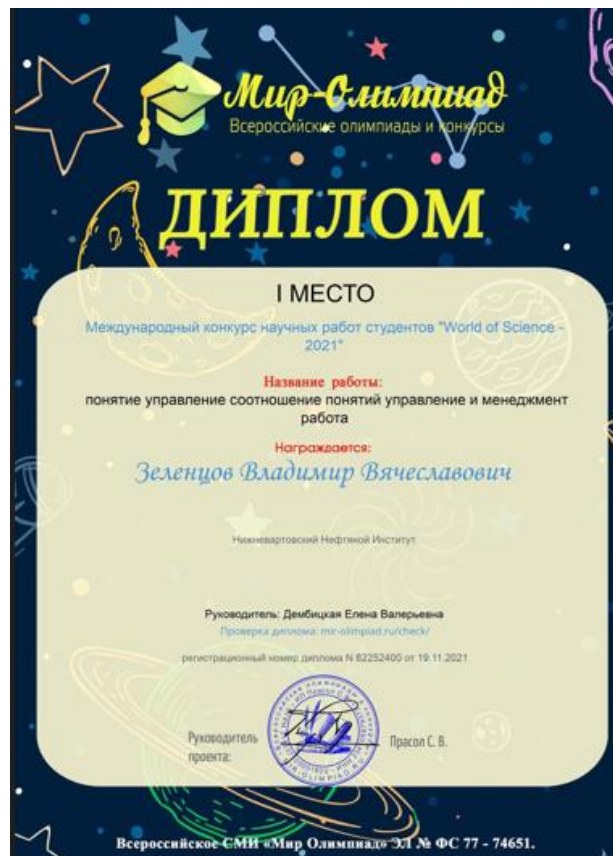 Мир-Олимпиад
Всероссийские олимпиады и конкурсы
ДИПЛОМ
I МЕСТО
Международный конкурс научных работ студентов "World of Science -
2021"
Название работы:
понятие управление соотношение понятий управление и менеджмент
работа
Награждается:
Зеленцов Владимир Вячеславович
Нижневартовский Нефтяной Институт
Руководитель: Дембицкая Елена Валерьевна
Проверка диплома: mir-olimpiad.ru/check/
регистрационный номер диплома N 62252400 от 19.11.2021
Руководитель
проекта:
Прасол С. В.
Всероссийское СМИ «Мир Олимпиад» ЭЛ № ФС 77 - 74651.